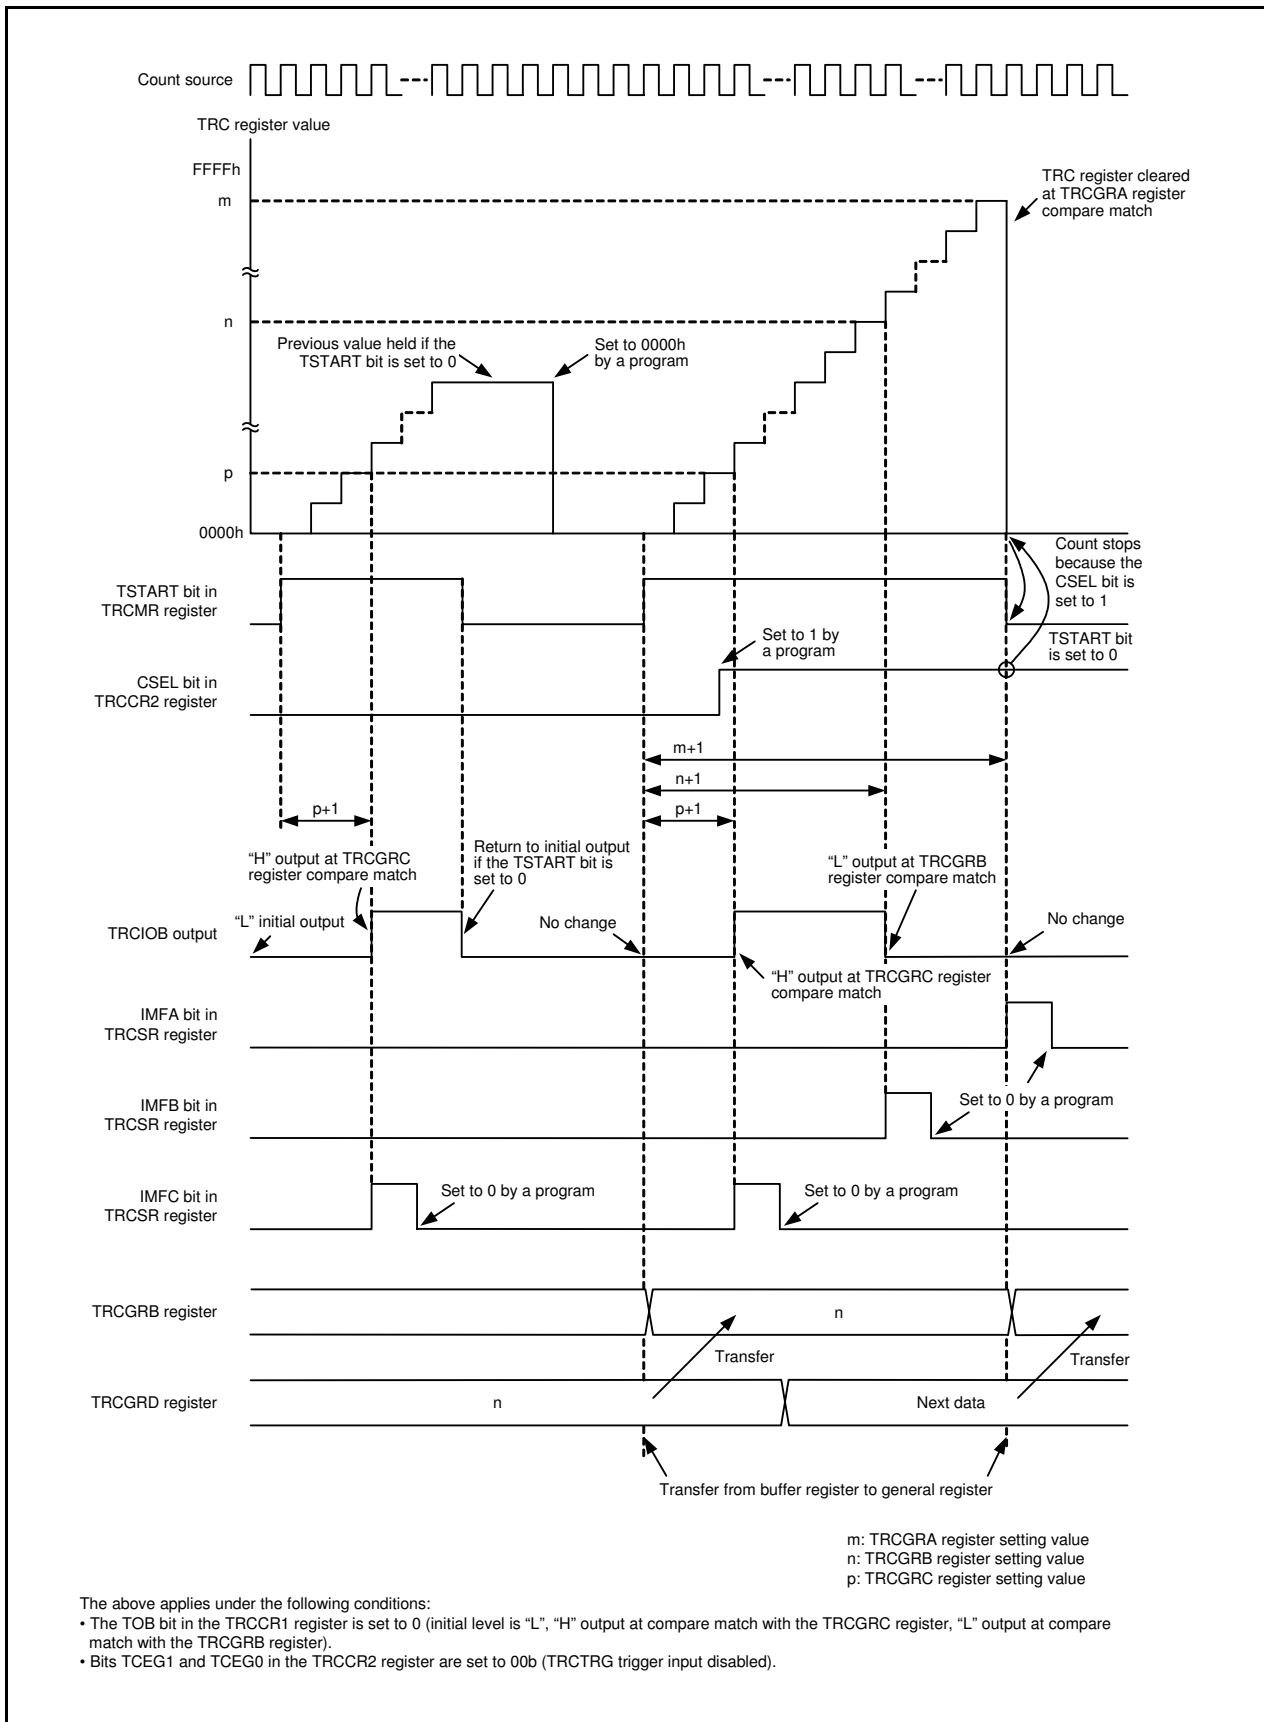 Count source
TRC register value
FFFFh
m
TRC register cleared
at TRCGRA register
compare match
n
Previous value held if the
TSTART bit is set to 0
Set to 0000h
by a program
p
0000h
Count stops
because the
CSEL bit is
set to 1
TSTART bit in
TRCMR register
Set to 1 by
a program
TSTART bit
is set to 0
CSEL bit in
TRCCR2 register
m+1
n+1
p+1
p+1
“H” output at TRCGRC
register compare match
Return to initial output
if the TSTART bit is
set to 0
“L” output at TRCGRB
register compare match
“L” initial output
No change
No change
TRCIOB output
“H” output at TRCGRC register
compare match
IMFA bit in
TRCSR register
Set to 0 by a program
IMFB bit in
TRCSR register
IMFC bit in
TRCSR register
Set to 0 by a program
Set to 0 by a program
TRCGRB register
n
Transfer
Transfer
TRCGRD register
n
Next data
Transfer from buffer register to general register
m: TRCGRA register setting value
n: TRCGRB register setting value
p: TRCGRC register setting value
The above applies under the following conditions:
• The TOB bit in the TRCCR1 register is set to 0 (initial level is “L”, “H” output at compare match with the TRCGRC register, “L” output at compare
match with the TRCGRB register).
• Bits TCEG1 and TCEG0 in the TRCCR2 register are set to 00b (TRCTRG trigger input disabled).